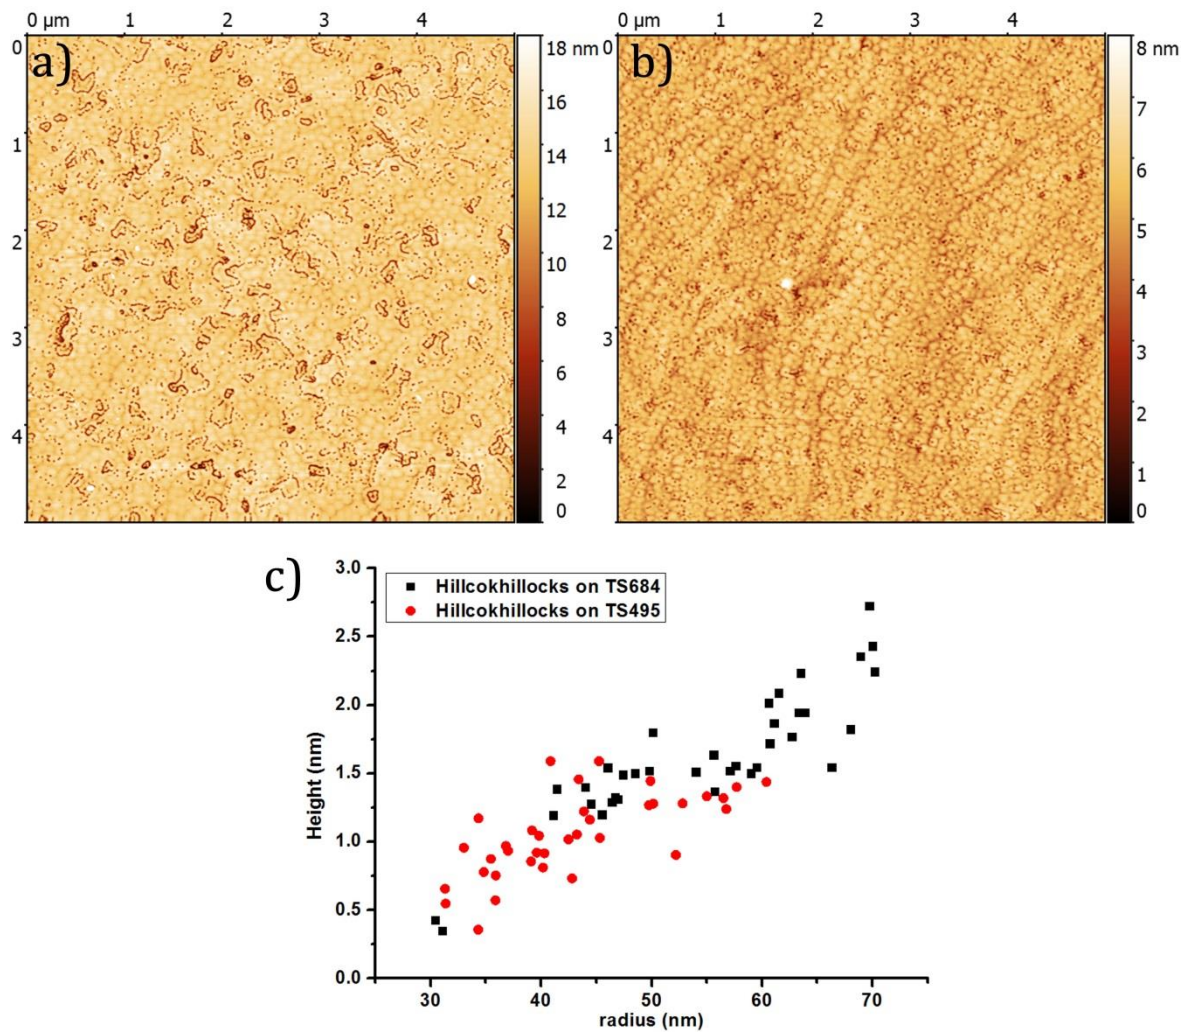 0 µm 1 2 3 4 0 µm 1 2 3 4
a) b)
0 1 2 3 4
18 nm
16
14
12
10
8
6
4
2
0
0 1 2 3 4
8 nm
7
6
5
4
3
2
1
0
c)
Hillcokhillocks on TS684
Hillcokhillocks on TS495
Height (nm)
3.0
2.5
2.0
1.5
1.0
0.5
0.0
30 40 50 60 70
radius (nm)